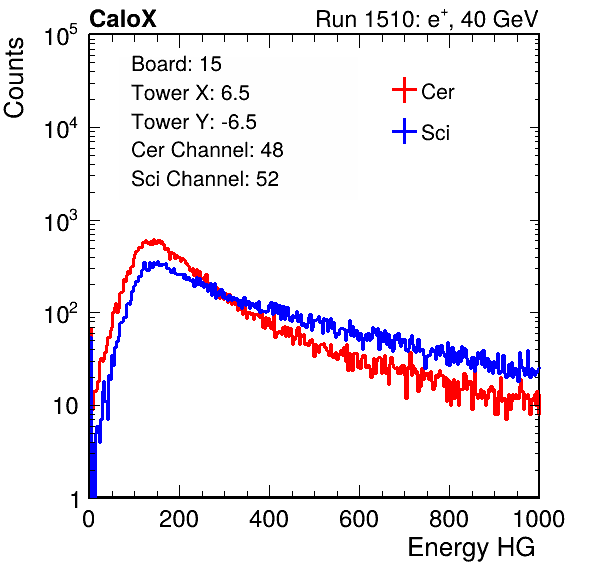 CaloX Run 1510: e⁺, 40 GeV
Counts
10⁵
10⁴
10³
10²
10
1
Board: 15
Tower X: 6.5
Tower Y: -6.5
Cer Channel: 48
Sci Channel: 52
Cer
Sci
0 200 400 600 800 1000
Energy HG